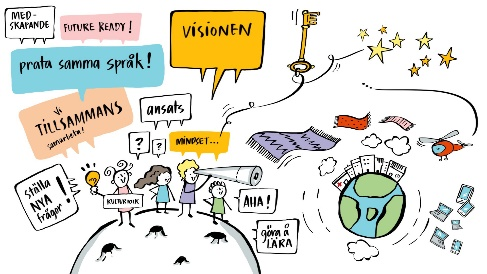 MED-
SKAPANDE
FUTURE READY!
prata samma språk!
Vi
TILLSAMMANS
samarbeta!
VISIONEN
ansats
?
?
MINDSET...
ställa
NYA
frågor!
AHA!
göra å
LÄRA